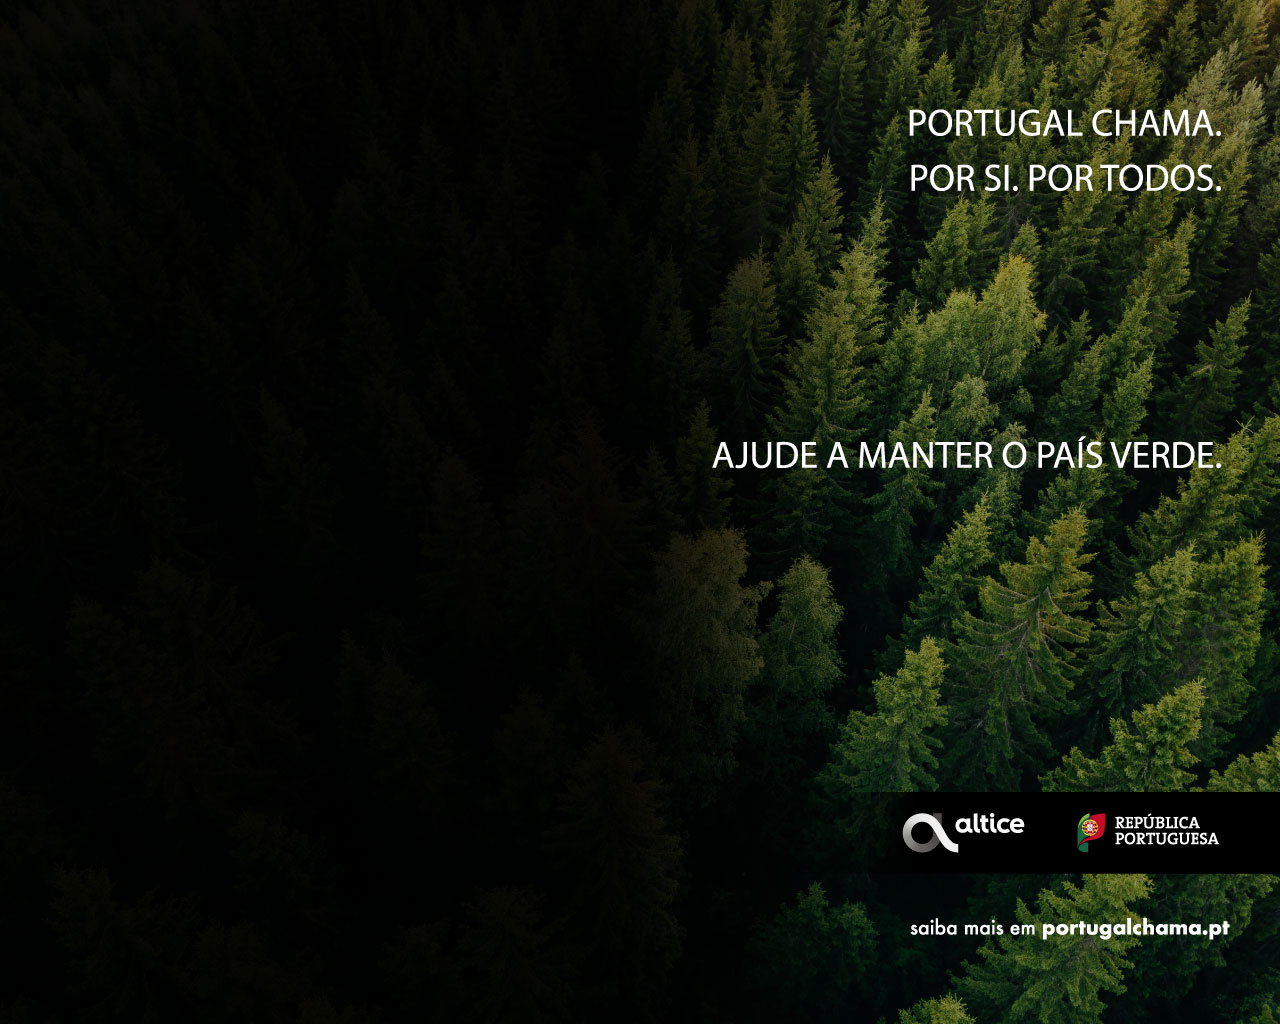 PORTUGAL CHAMA.
POR SI. POR TODOS.
AJUDE A MANTER O PAÍS VERDE.
altice
REPÚBLICA
PORTUGUESA
saiba mais em portugalchama.pt